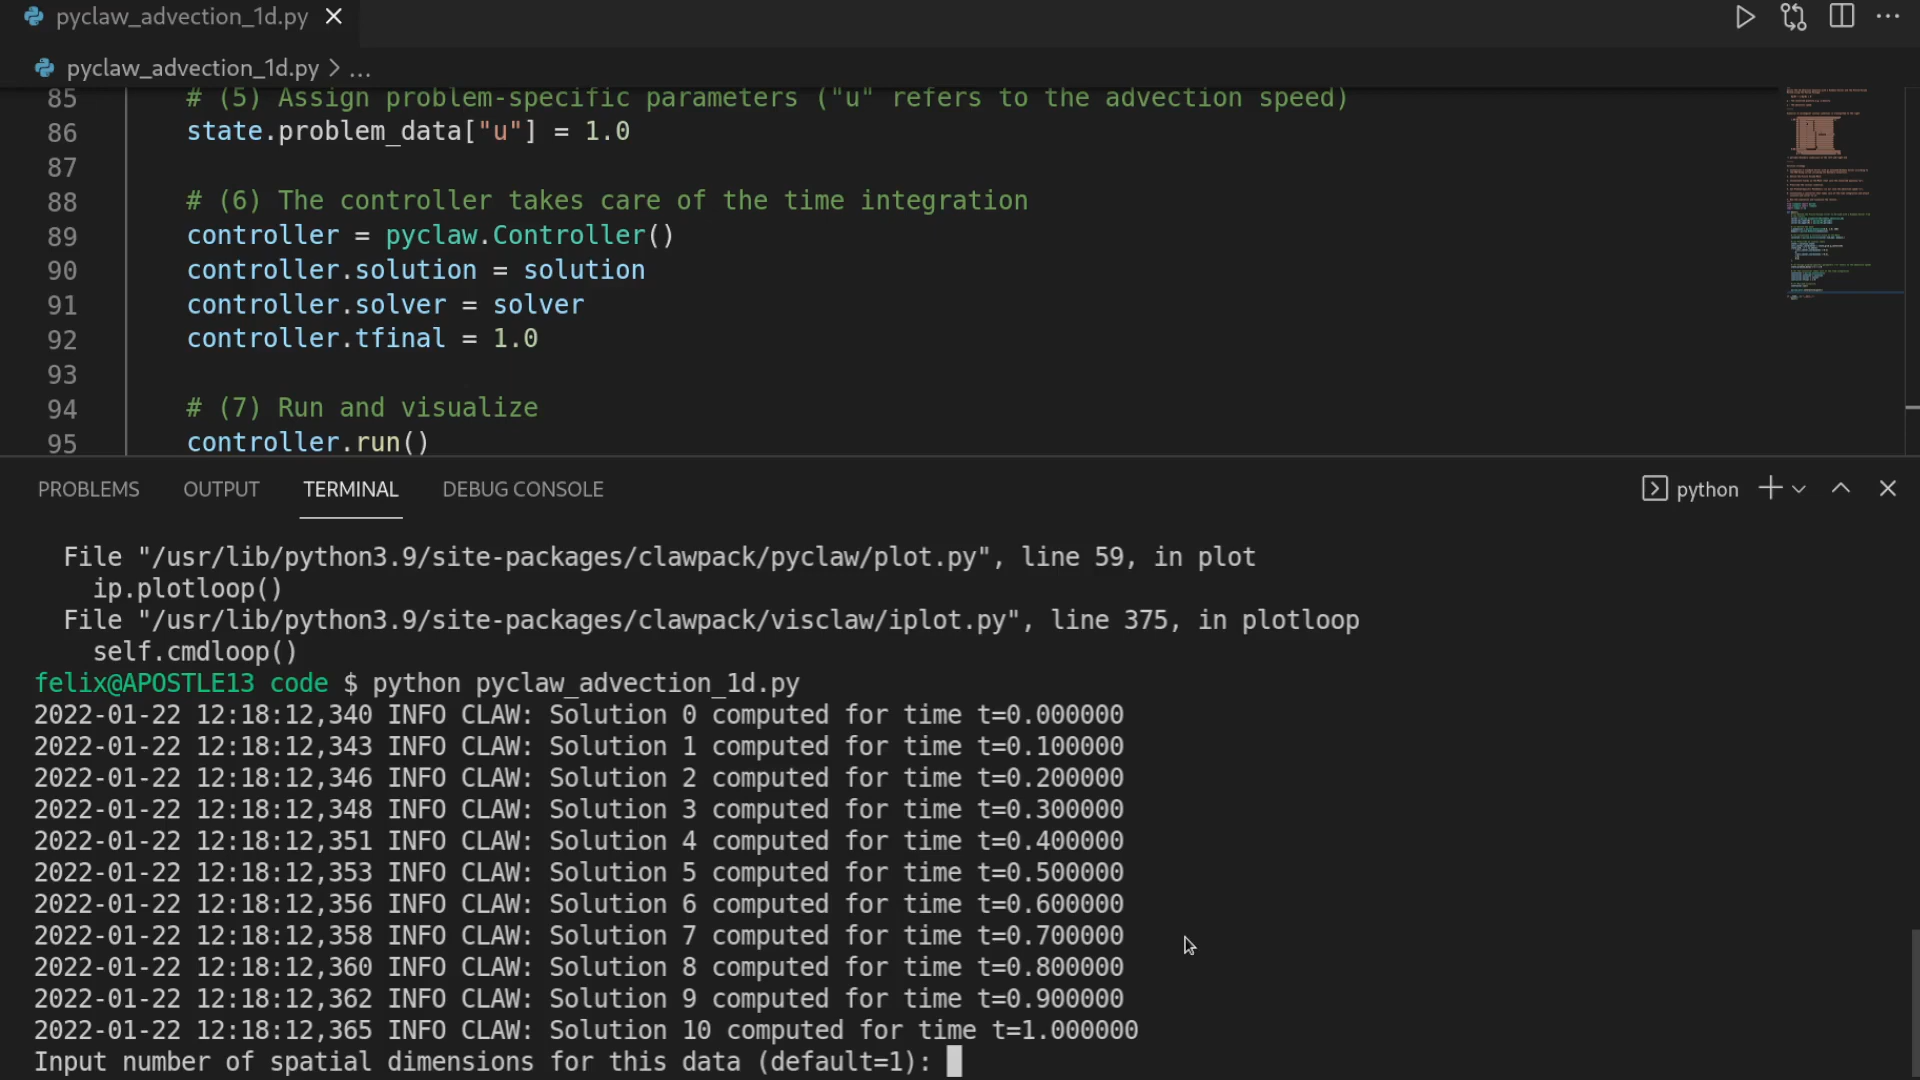 pyclaw_advection_1d.py
pyclaw_advection_1d.py > ...
85 # (5) Assign problem-specific parameters ("u" refers to the advection speed)
86 state.problem_data["u"] = 1.0
87
88 # (6) The controller takes care of the time integration
89 controller = pyclaw.Controller()
90 controller.solution = solution
91 controller.solver = solver
92 controller.tfinal = 1.0
93
94 # (7) Run and visualize
95 controller.run()
PROBLEMS OUTPUT TERMINAL DEBUG CONSOLE python
File "/usr/lib/python3.9/site-packages/clawpack/pyclaw/plot.py", line 59, in plot
ip.plotloop()
File "/usr/lib/python3.9/site-packages/clawpack/visclaw/iplot.py", line 375, in plotloop
self.cmdloop()
felix@APOSTLE13 code $ python pyclaw_advection_1d.py
2022-01-22 12:18:12,340 INFO CLAW: Solution 0 computed for time t=0.000000
2022-01-22 12:18:12,343 INFO CLAW: Solution 1 computed for time t=0.100000
2022-01-22 12:18:12,346 INFO CLAW: Solution 2 computed for time t=0.200000
2022-01-22 12:18:12,348 INFO CLAW: Solution 3 computed for time t=0.300000
2022-01-22 12:18:12,351 INFO CLAW: Solution 4 computed for time t=0.400000
2022-01-22 12:18:12,353 INFO CLAW: Solution 5 computed for time t=0.500000
2022-01-22 12:18:12,356 INFO CLAW: Solution 6 computed for time t=0.600000
2022-01-22 12:18:12,358 INFO CLAW: Solution 7 computed for time t=0.700000
2022-01-22 12:18:12,360 INFO CLAW: Solution 8 computed for time t=0.800000
2022-01-22 12:18:12,362 INFO CLAW: Solution 9 computed for time t=0.900000
2022-01-22 12:18:12,365 INFO CLAW: Solution 10 computed for time t=1.000000
Input number of spatial dimensions for this data (default=1):